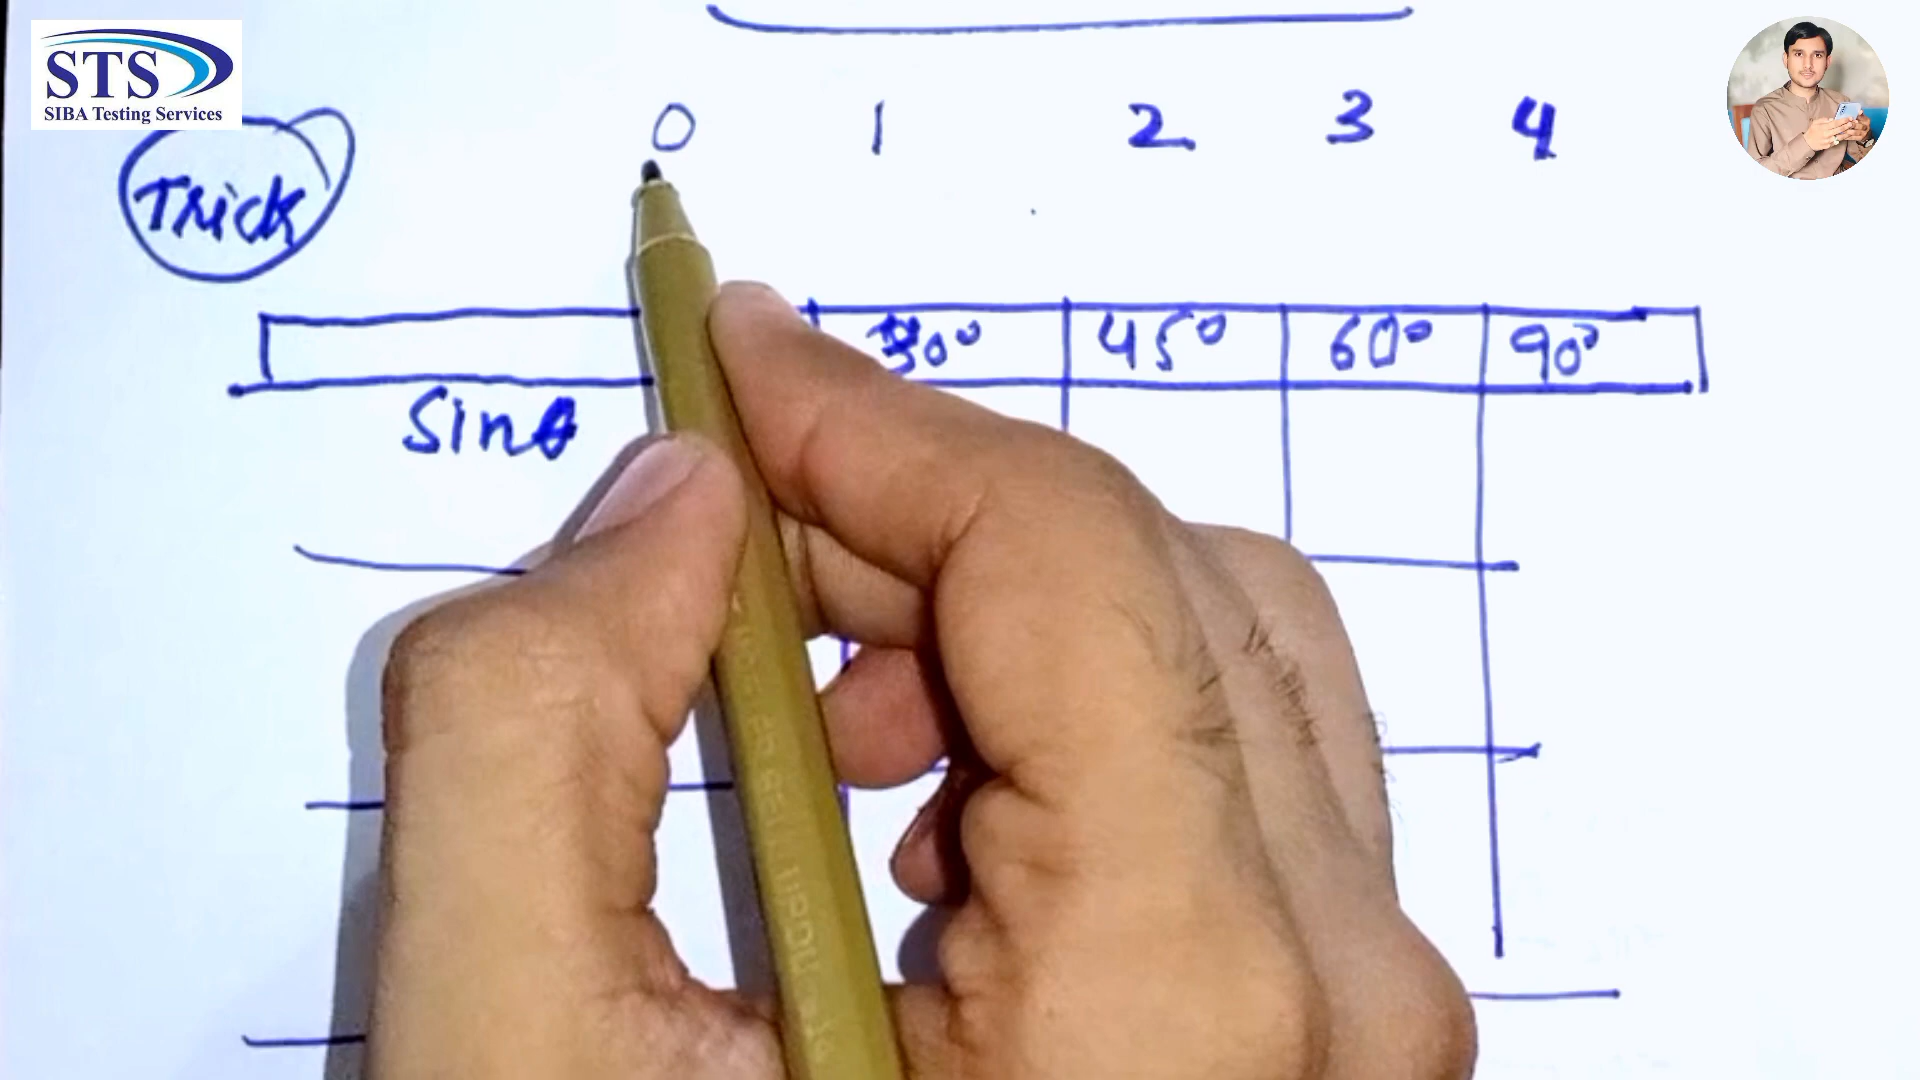 STS
SIBA Testing Services
Trick
0 1 2 3 4
30° 45° 60° 90°
Sinθ